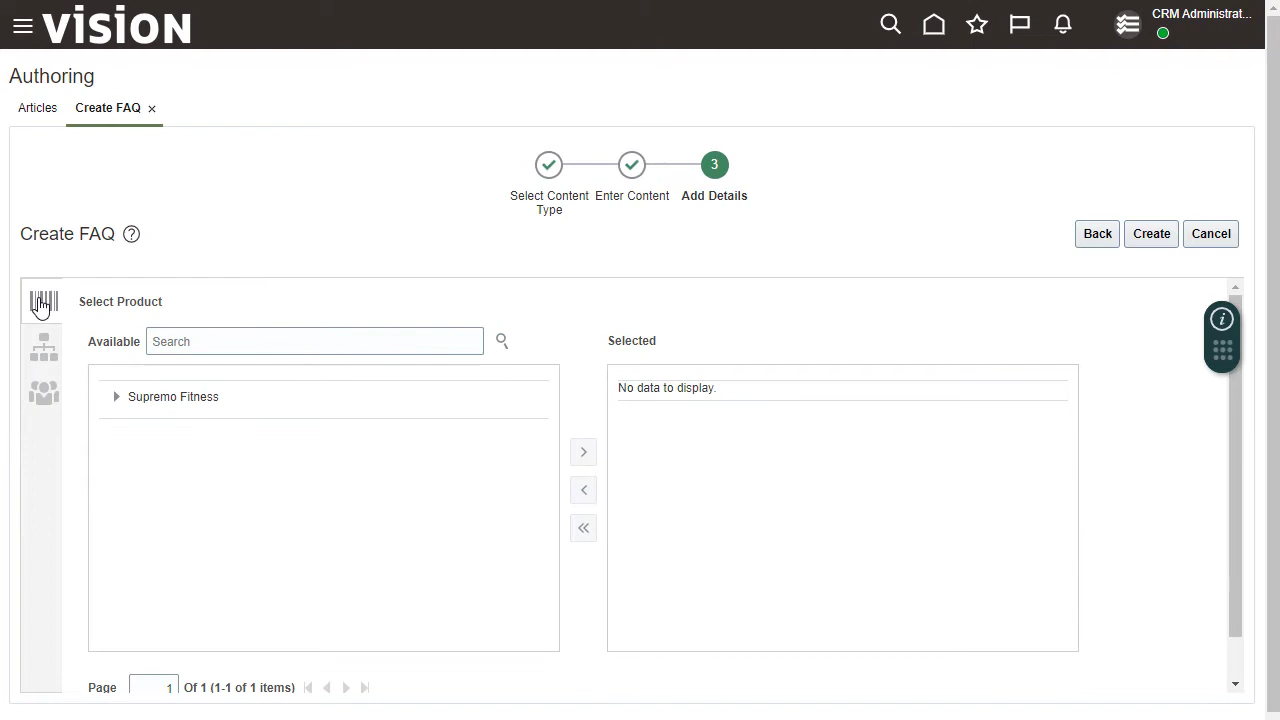 vision
CRM Administrat...
Authoring
Articles
Create FAQ
3
Select Content Type
Enter Content
Add Details
Create FAQ
Back
Create
Cancel
Select Product
Available
Search
Selected
Supremo Fitness
No data to display.
Page
1
Of 1 (1-1 of 1 items)